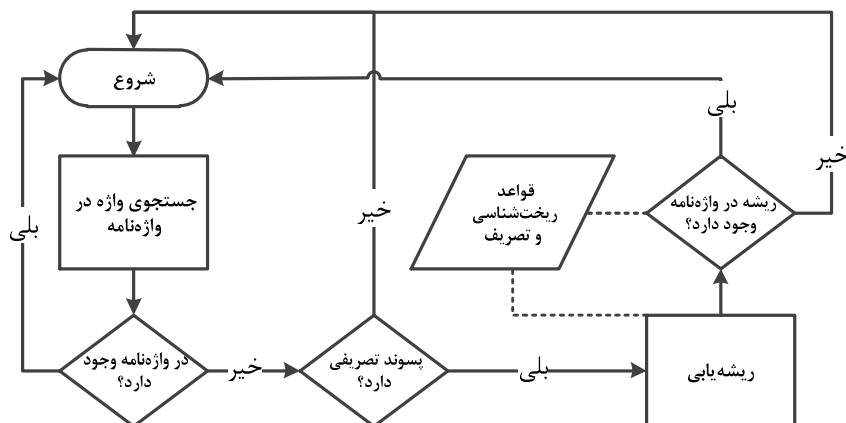 شروع
جستجوی واژه در
واژه‌نامه
در واژه‌نامه وجود
دارد؟
بلی
خیر
پسوند تصریفی
دارد؟
خیر
بلی
ریشه‌یابی
قواعد
ریخت‌شناسی
و تصریف
ریشه در واژه‌نامه
وجود دارد؟
بلی
خیر